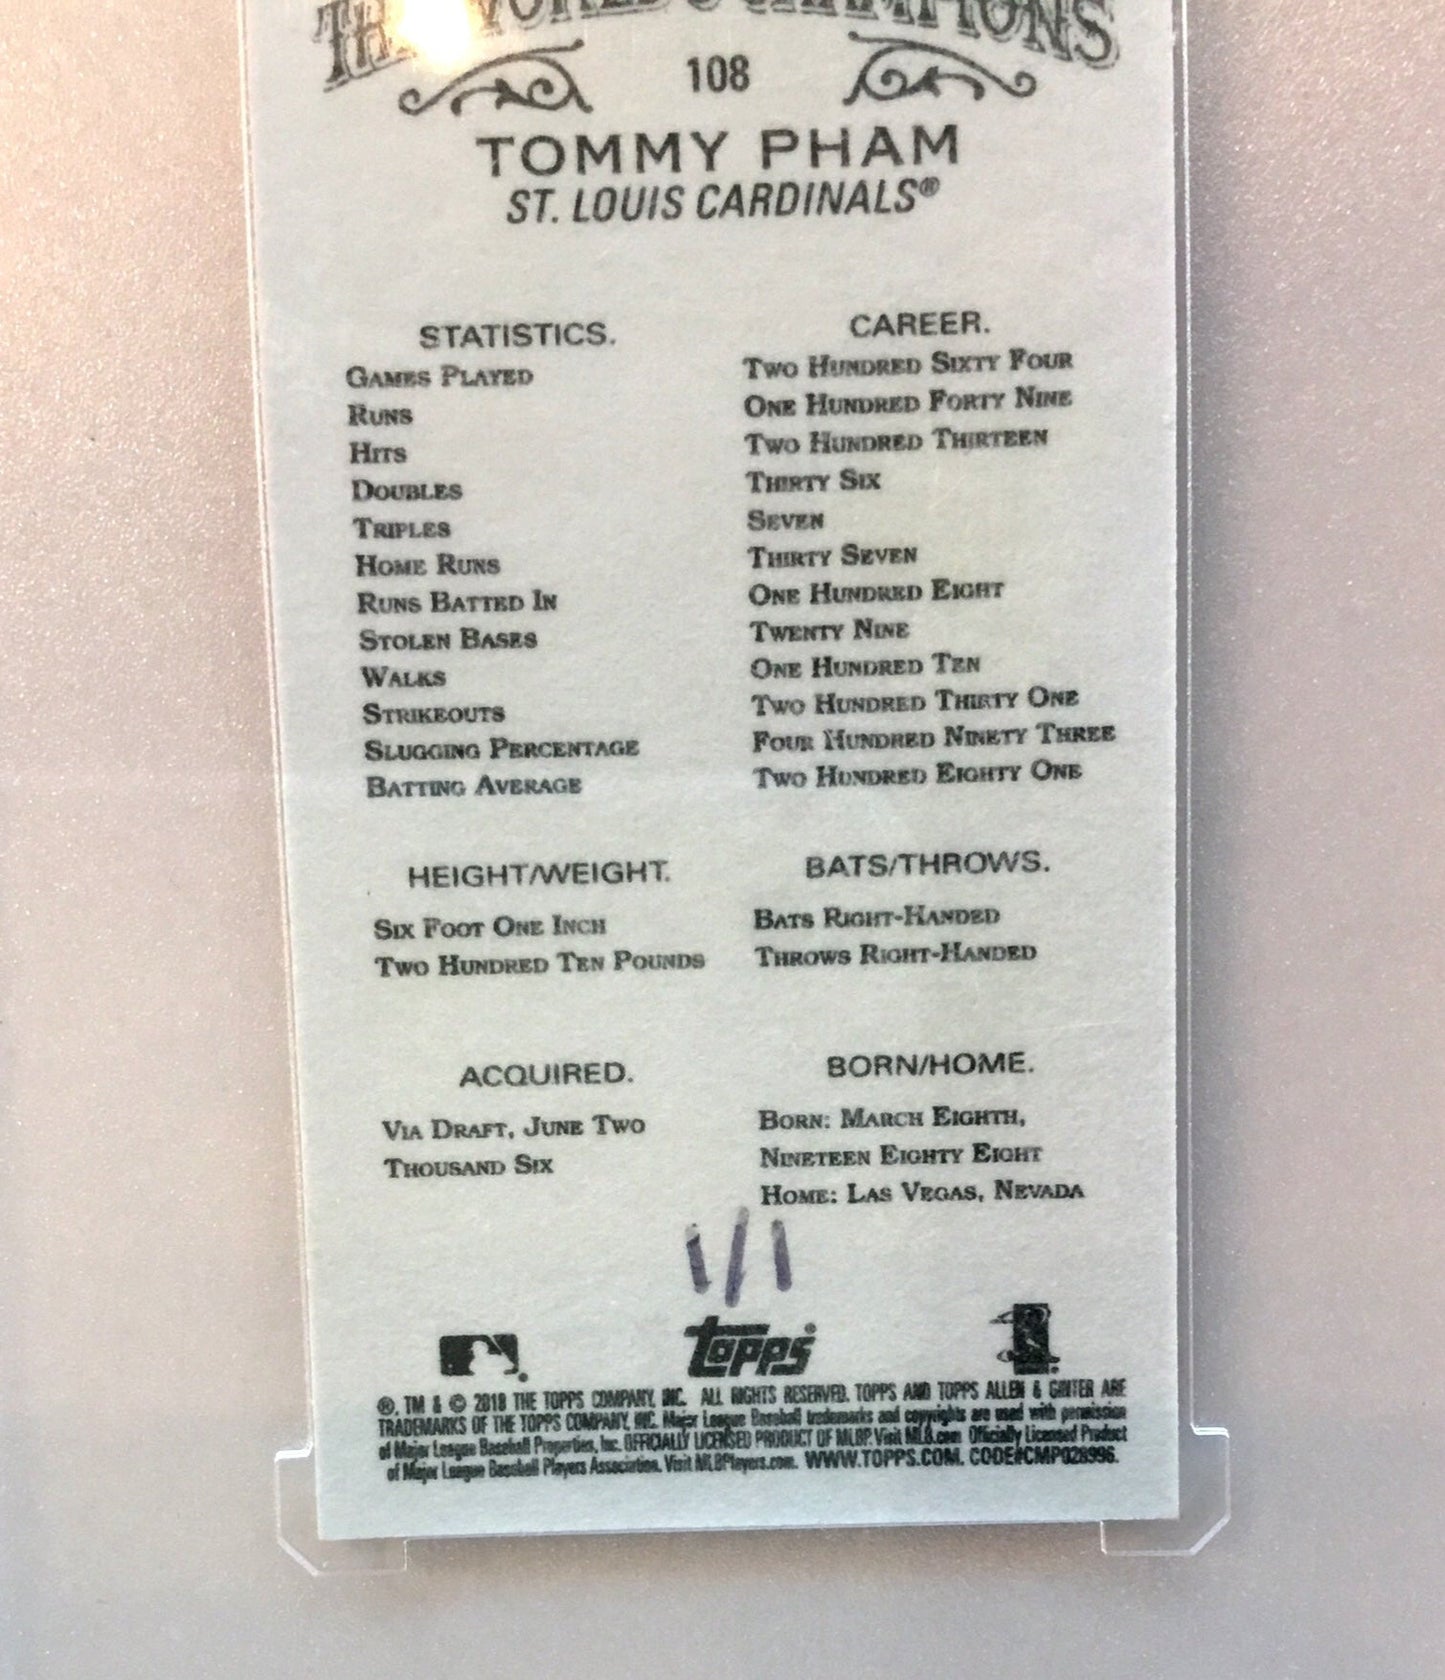 THE WORLD'S CHAMPIONS
108
TOMMY PHAM
ST. LOUIS CARDINALS®
STATISTICS.
GAMES PLAYED
RUNS
HITS
DOUBLES
TRIPLES
HOME RUNS
RUNS BATTED IN
STOLEN BASES
WALKS
STRIKEOUTS
SLUGGING PERCENTAGE
BATTING AVERAGE
CAREER.
TWO HUNDRED SIXTY FOUR
ONE HUNDRED FORTY NINE
TWO HUNDRED THIRTEEN
THIRTY SIX
SEVEN
THIRTY SEVEN
ONE HUNDRED EIGHT
TWENTY NINE
ONE HUNDRED TEN
TWO HUNDRED THIRTY ONE
FOUR HUNDRED NINETY THREE
TWO HUNDRED EIGHTY ONE
HEIGHT/WEIGHT.
SIX FOOT ONE INCH
TWO HUNDRED TEN POUNDS
BATS/THROWS.
BATS RIGHT-HANDED
THROWS RIGHT-HANDED
ACQUIRED.
VIA DRAFT, JUNE TWO
THOUSAND SIX
BORN/HOME.
BORN: MARCH EIGHTH,
NINETEEN EIGHTY EIGHT
HOME: LAS VEGAS, NEVADA
1/1
topps
®, TM & © 2018 THE TOPPS COMPANY, INC. ALL RIGHTS RESERVED. TOPPS AND TOPPS ALLEN & GINTER ARE
TRADEMARKS OF THE TOPPS COMPANY, INC. Major League Baseball trademarks and copyrights are used with permission
of Major League Baseball Properties, Inc. OFFICIALLY LICENSED PRODUCT OF MLBP. Visit MLB.com Officially Licensed Product
of Major League Baseball Players Association. Visit MLBPlayers.com. WWW.TOPPS.COM. CODE#CMP028996.